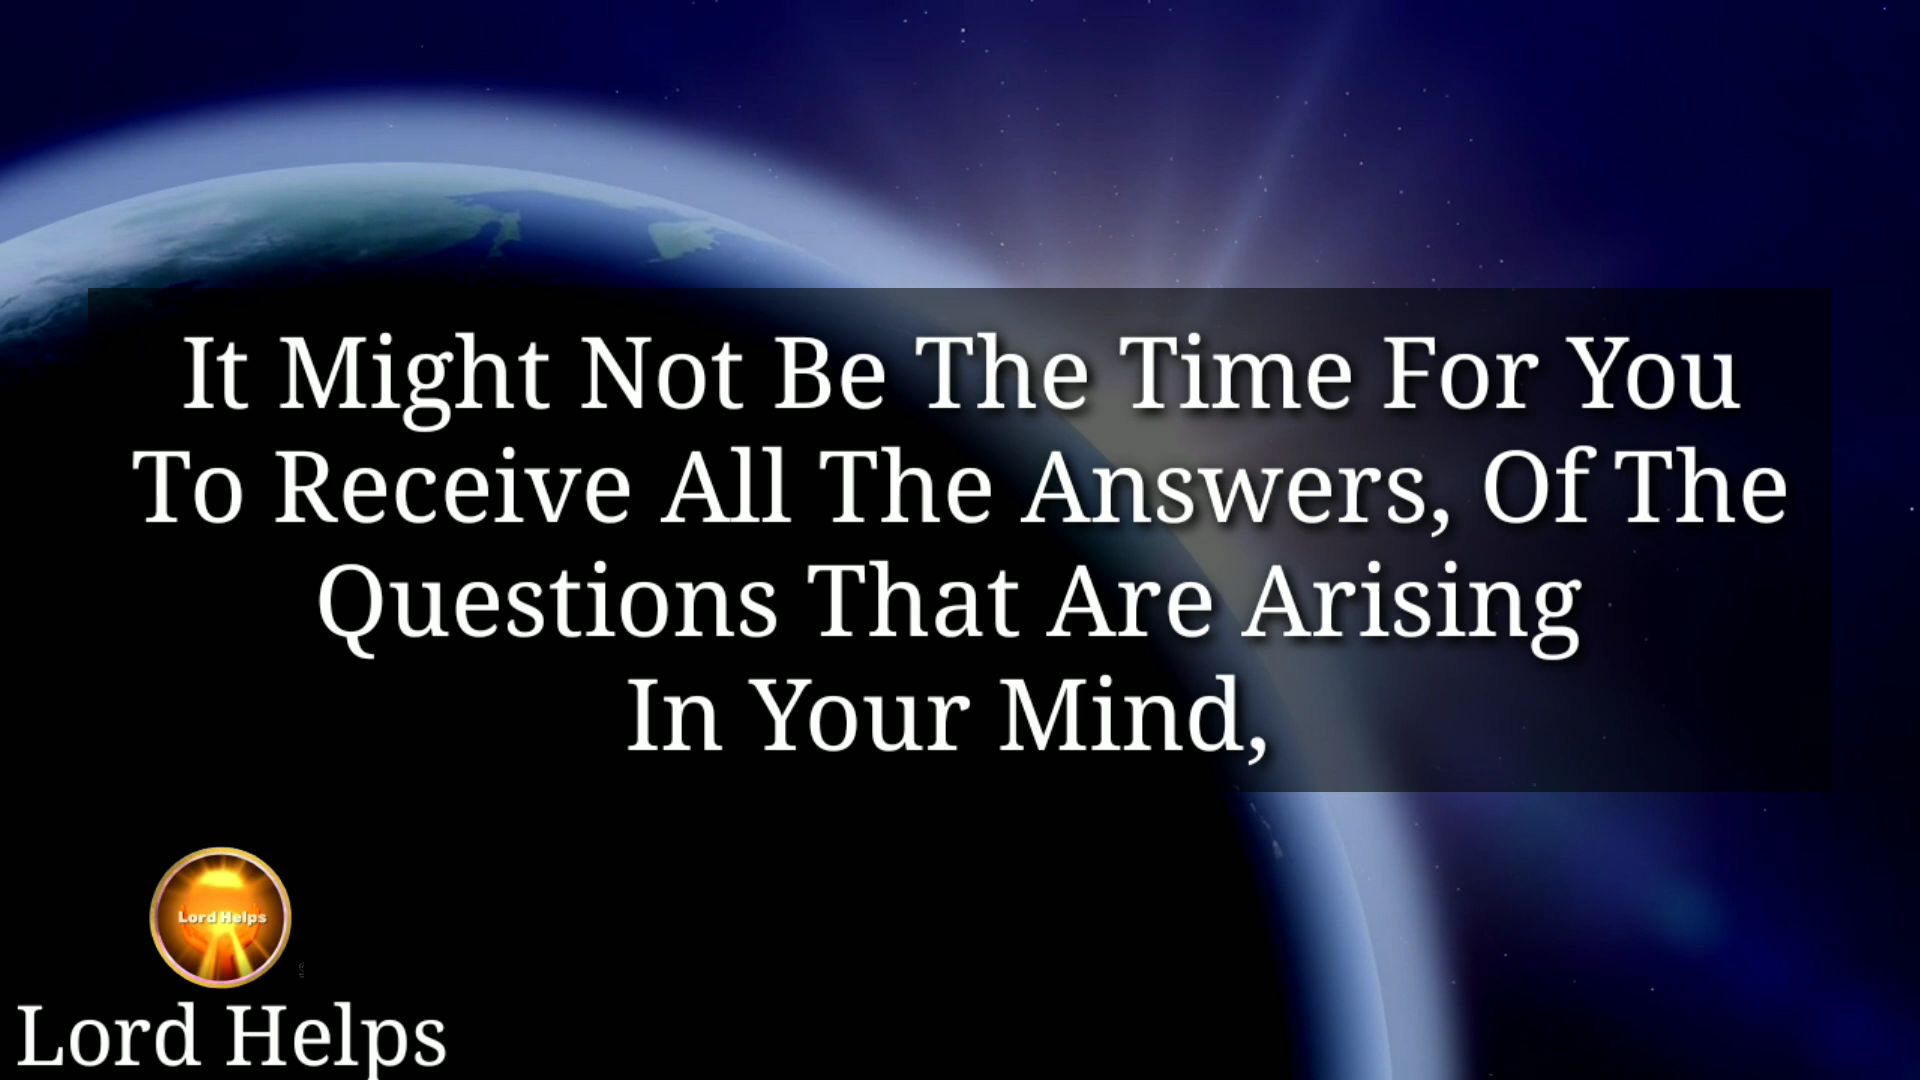 It Might Not Be The Time For You
To Receive All The Answers, Of The
Questions That Are Arising
In Your Mind,
Lord Helps
Lord Helps